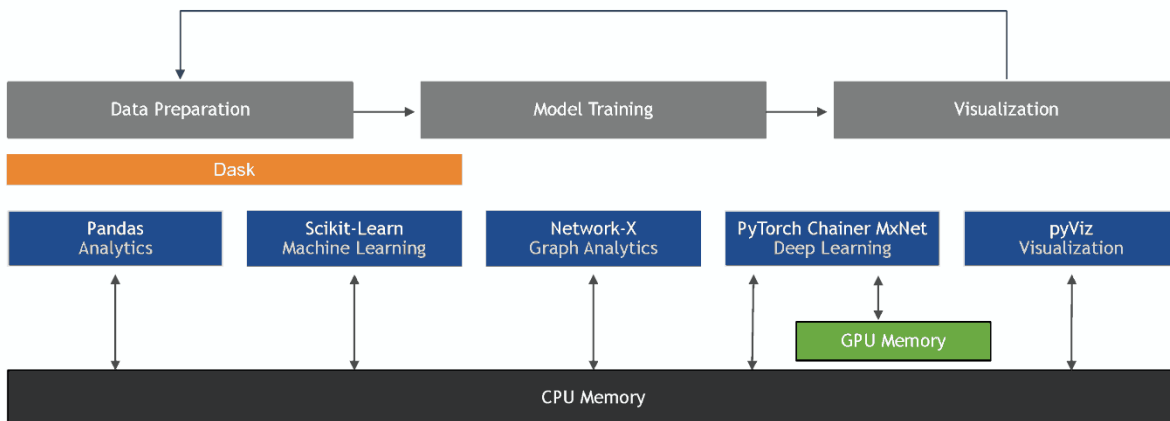 Data Preparation
Model Training
Visualization
Dask
Pandas
Analytics
Scikit-Learn
Machine Learning
Network-X
Graph Analytics
PyTorch Chainer MxNet
Deep Learning
pyViz
Visualization
GPU Memory
CPU Memory